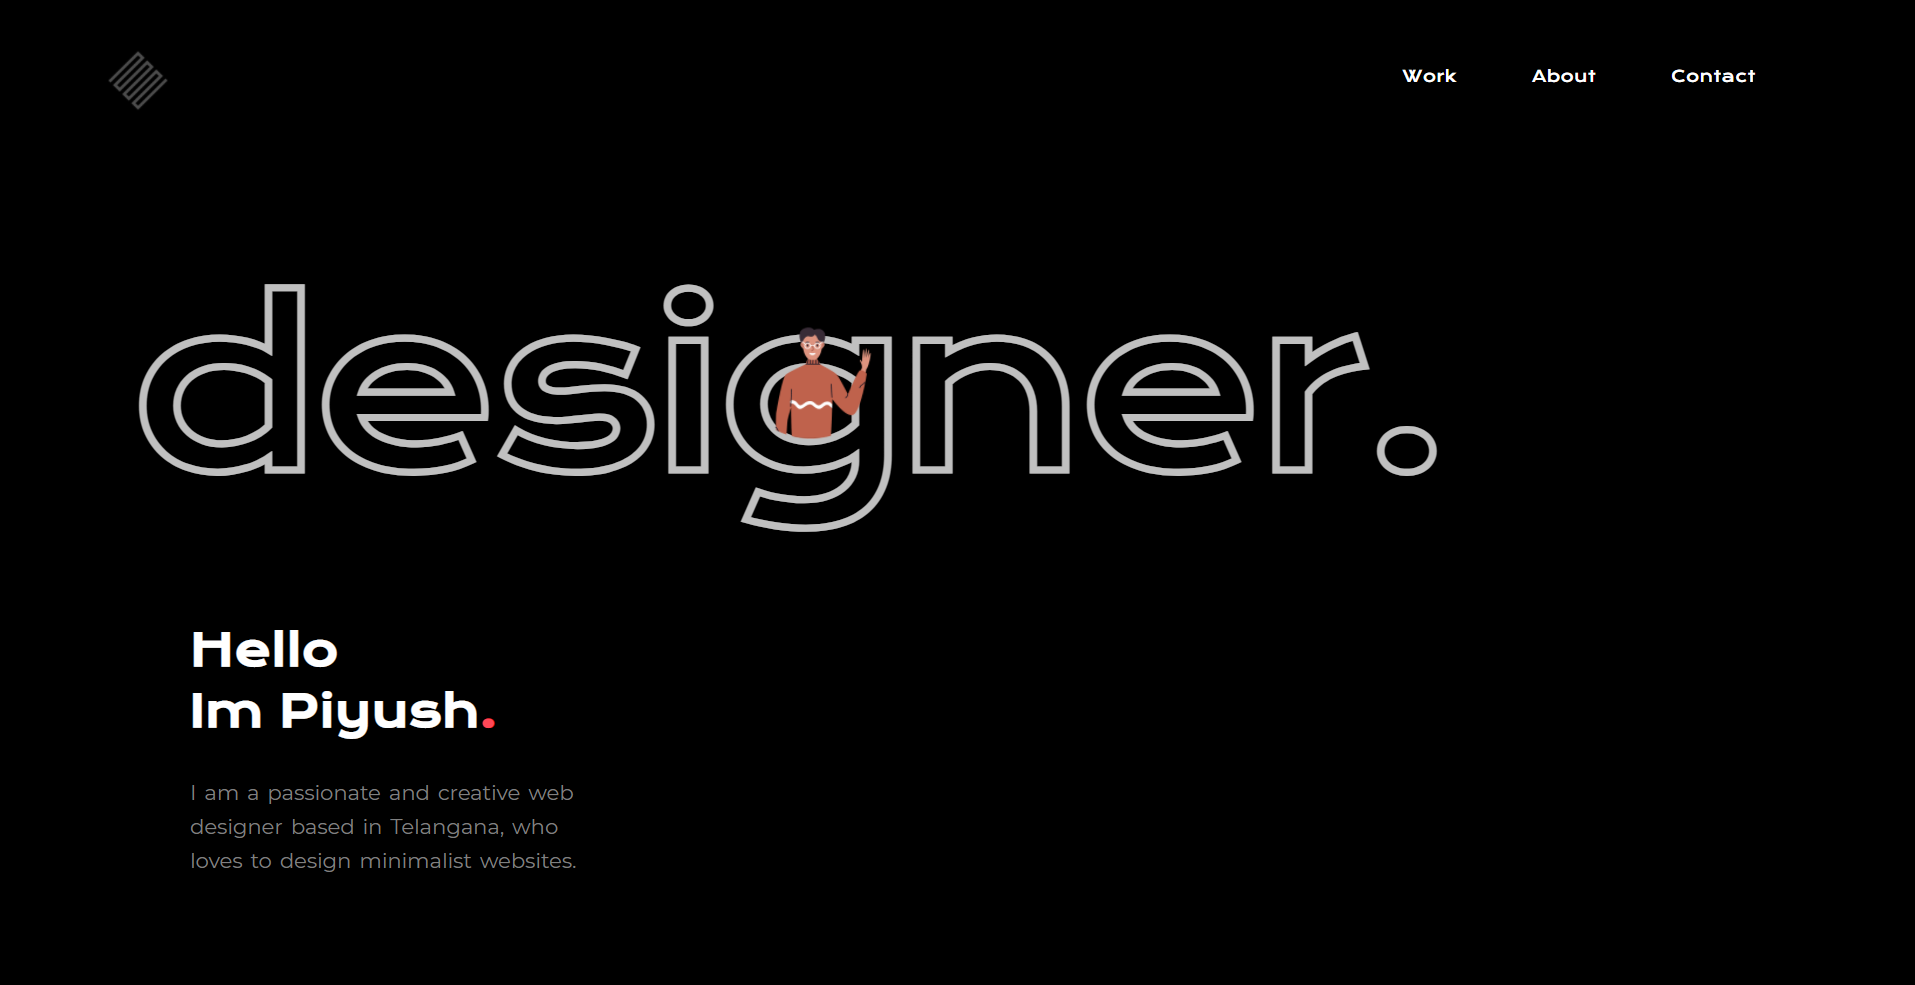 Work About Contact
designer.
Hello
Im Piyush.
I am a passionate and creative web
designer based in Telangana, who
loves to design minimalist websites.